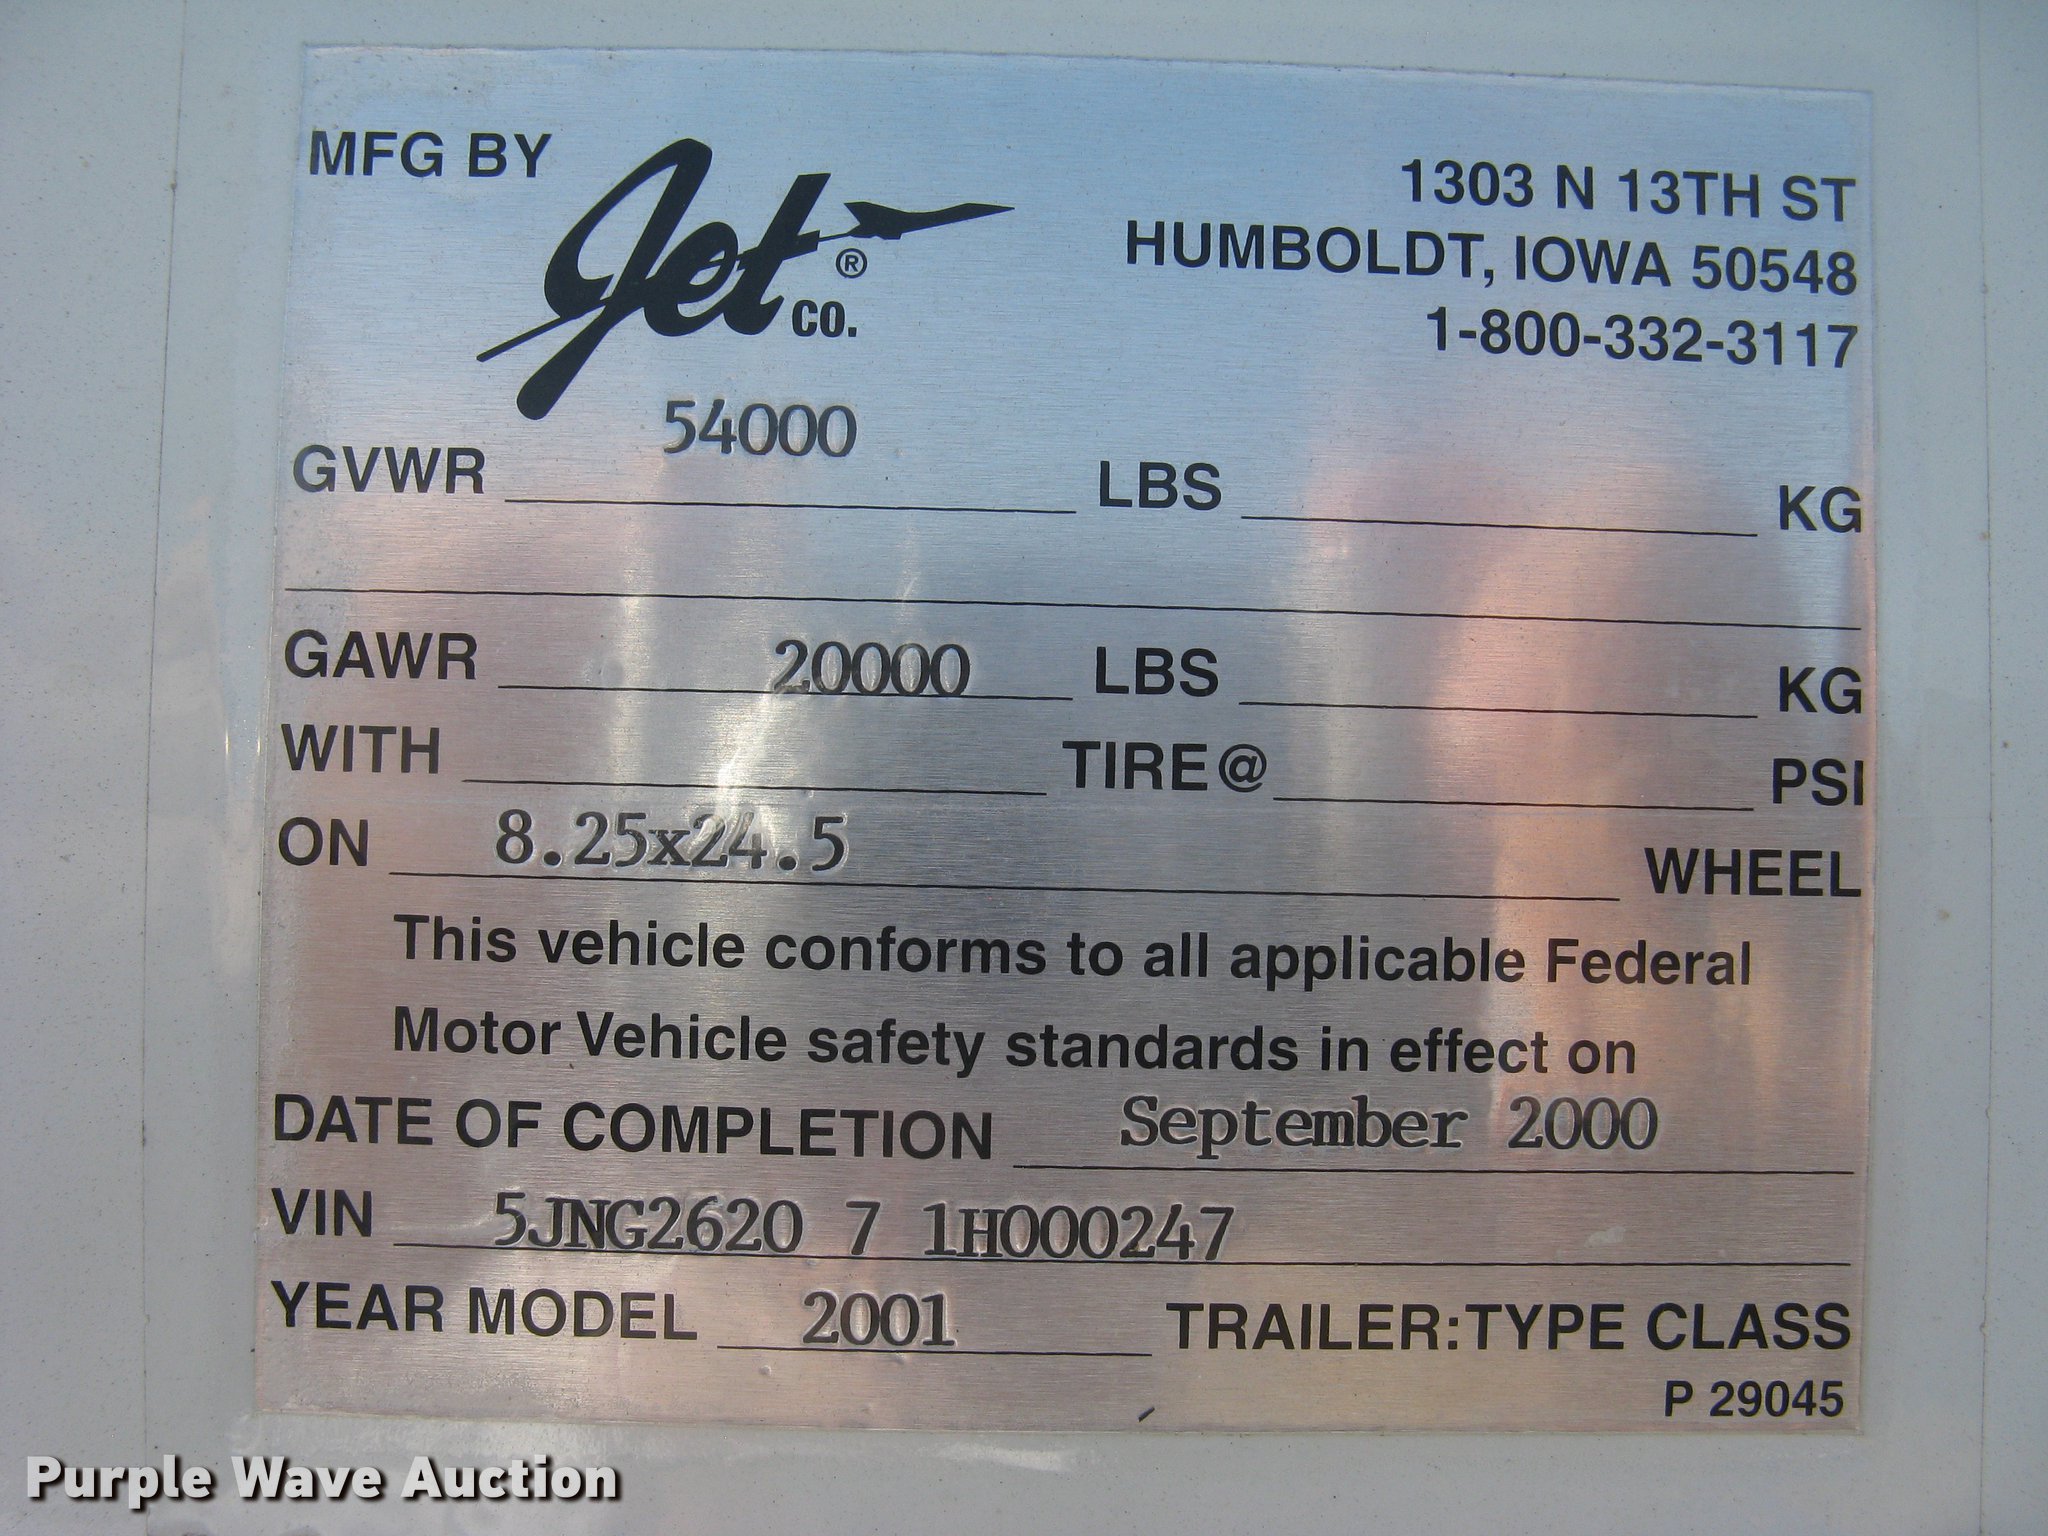 MFG BY Jet® CO.
1303 N 13TH ST
HUMBOLDT, IOWA 50548
1-800-332-3117
GVWR 54000 LBS KG
GAWR 20000 LBS KG
WITH TIRE@ PSI
ON 8.25x24.5 WHEEL
This vehicle conforms to all applicable Federal
Motor Vehicle safety standards in effect on
DATE OF COMPLETION September 2000
VIN 5JNG2620 7 1H000247
YEAR MODEL 2001 TRAILER:TYPE CLASS
P 29045
Purple Wave Auction